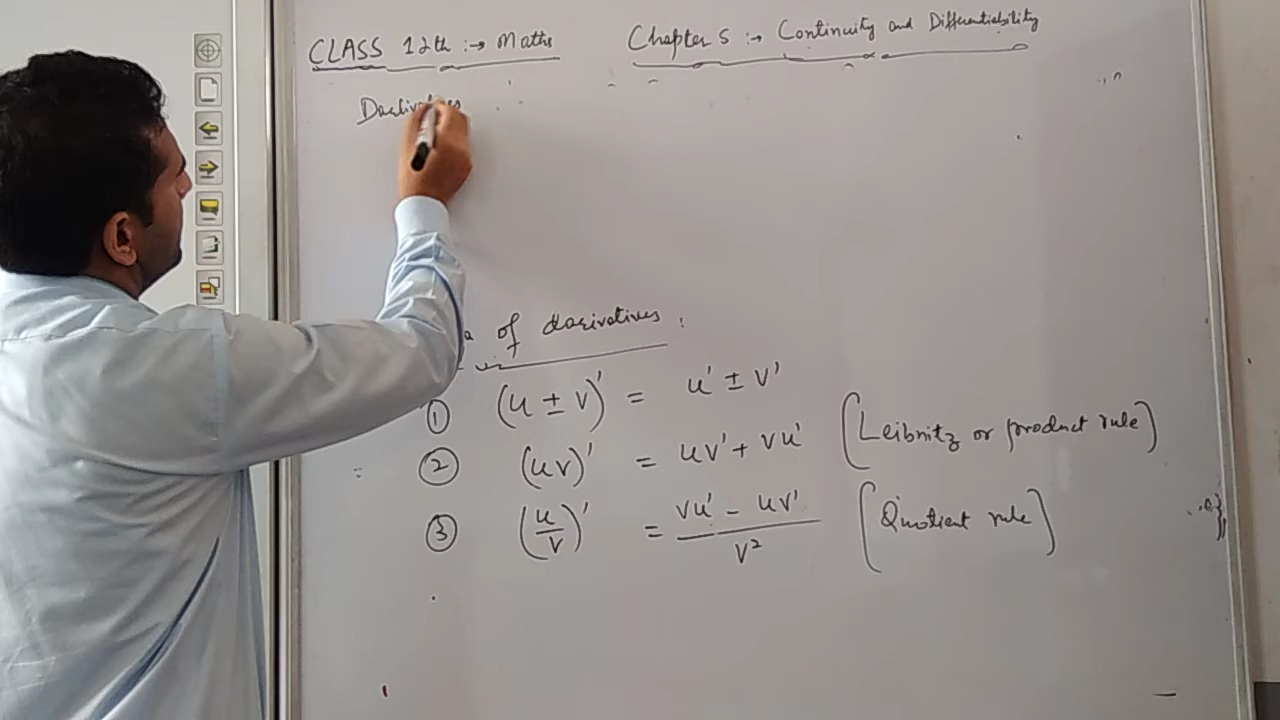 CLASS 12th :→ Maths Chapter 5 :→ Continuity and Differentiability
of derivatives :
① (u ± v)' = u' ± v'
② (uv)' = uv' + vu' (Leibnitz or product rule)
③ (u/v)' = vu' - uv' / v² (Quotient rule)